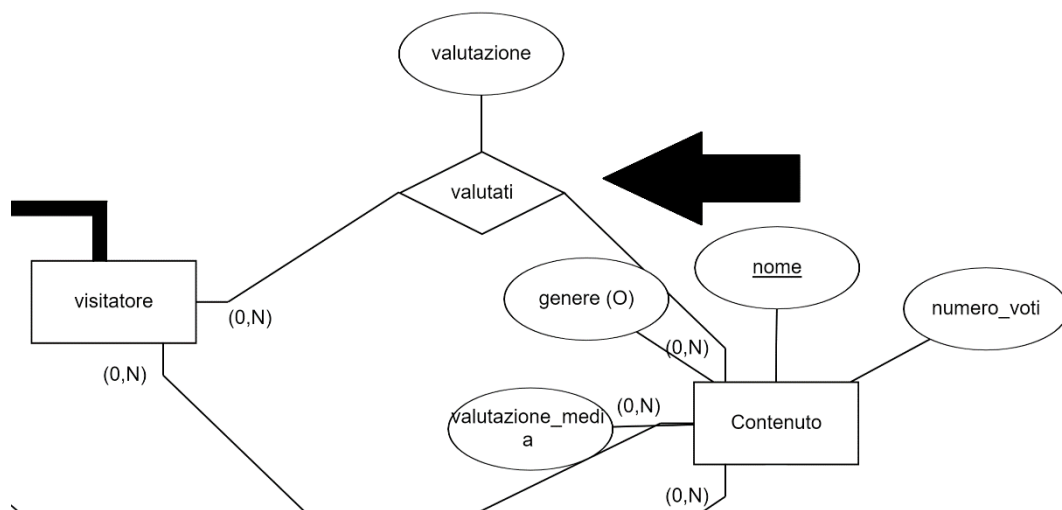 valutazione
valutati
nome
visitatore
genere (O)
numero_voti
(0,N)
(0,N)
(0,N)
(0,N)
valutazione_medi
a
Contenuto
(0,N)